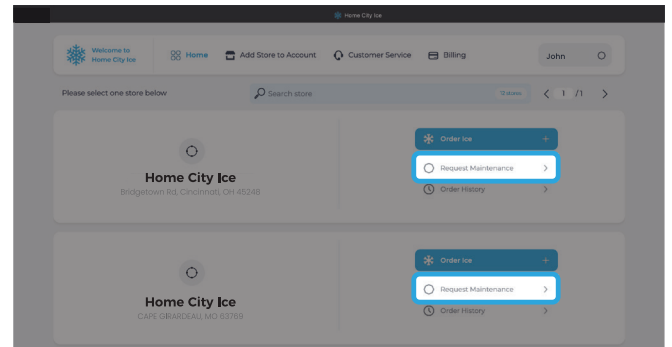 Home City Ice
Welcome to
Home City Ice
Home
Add Store to Account
Customer Service
Billing
John
Please select one store below
Search store
12 stores
1 /1
Order Ice
Request Maintenance
Order History
Home City Ice
Bridgetown Rd, Cincinnati, OH 45248
Order Ice
Request Maintenance
Order History
Home City Ice
CAPE GIRARDEAU, MO 63769